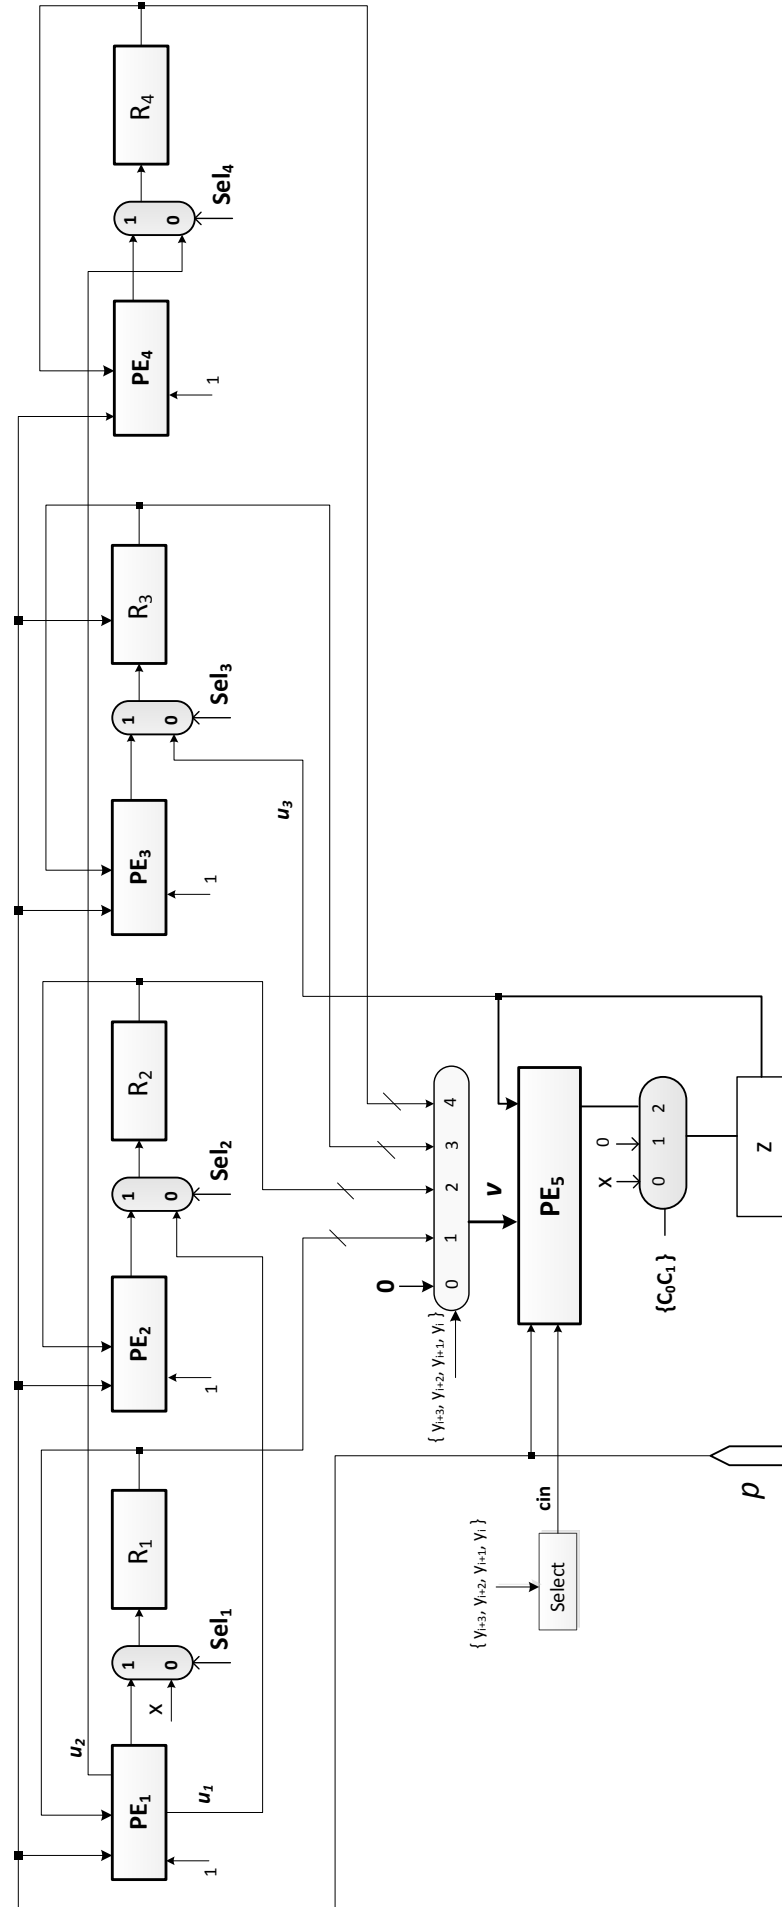 R₄
1 0
Sel₄
PE₄
1
R₃
1 0
Sel₃
u₃
PE₃
1
R₂
1 0
Sel₂
PE₂
1
R₁
1 0
Sel₁
X
u₂
PE₁
u₁
1
0
0 1 2 3 4
{ yᵢ₊₃, yᵢ₊₂, yᵢ₊₁, yᵢ }
v
PE₅
X 0
0 1 2
{C₀C₁ }
Z
cin
{ yᵢ₊₃, yᵢ₊₂, yᵢ₊₁, yᵢ }
Select
p